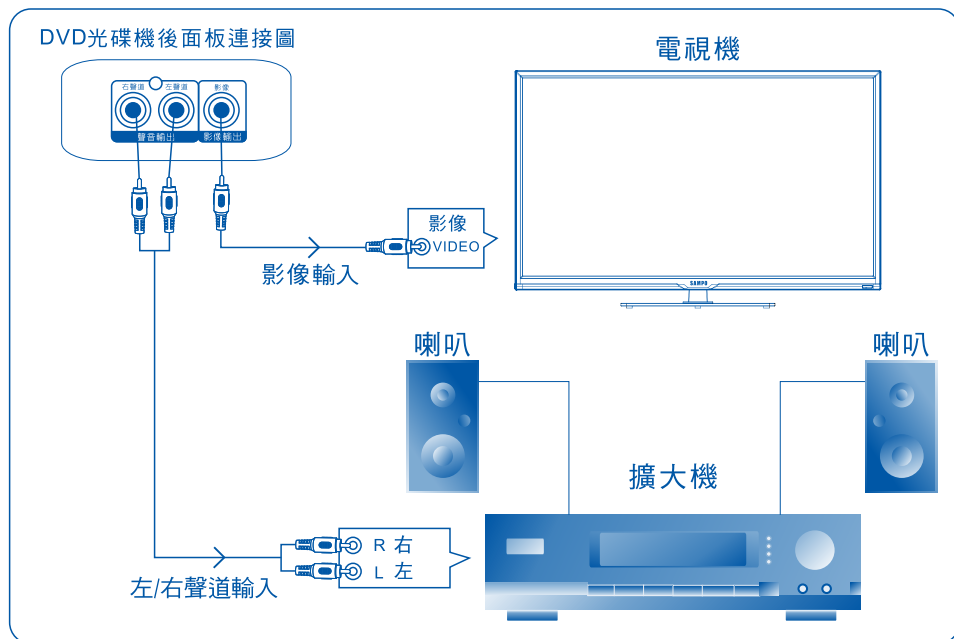 DVD光碟機後面板連接圖
電視機
右聲道 左聲道 影像
聲音輸出 影像輸出
影像
VIDEO
影像輸入
SAMPO
喇叭
喇叭
擴大機
R 右
L 左
左/右聲道輸入